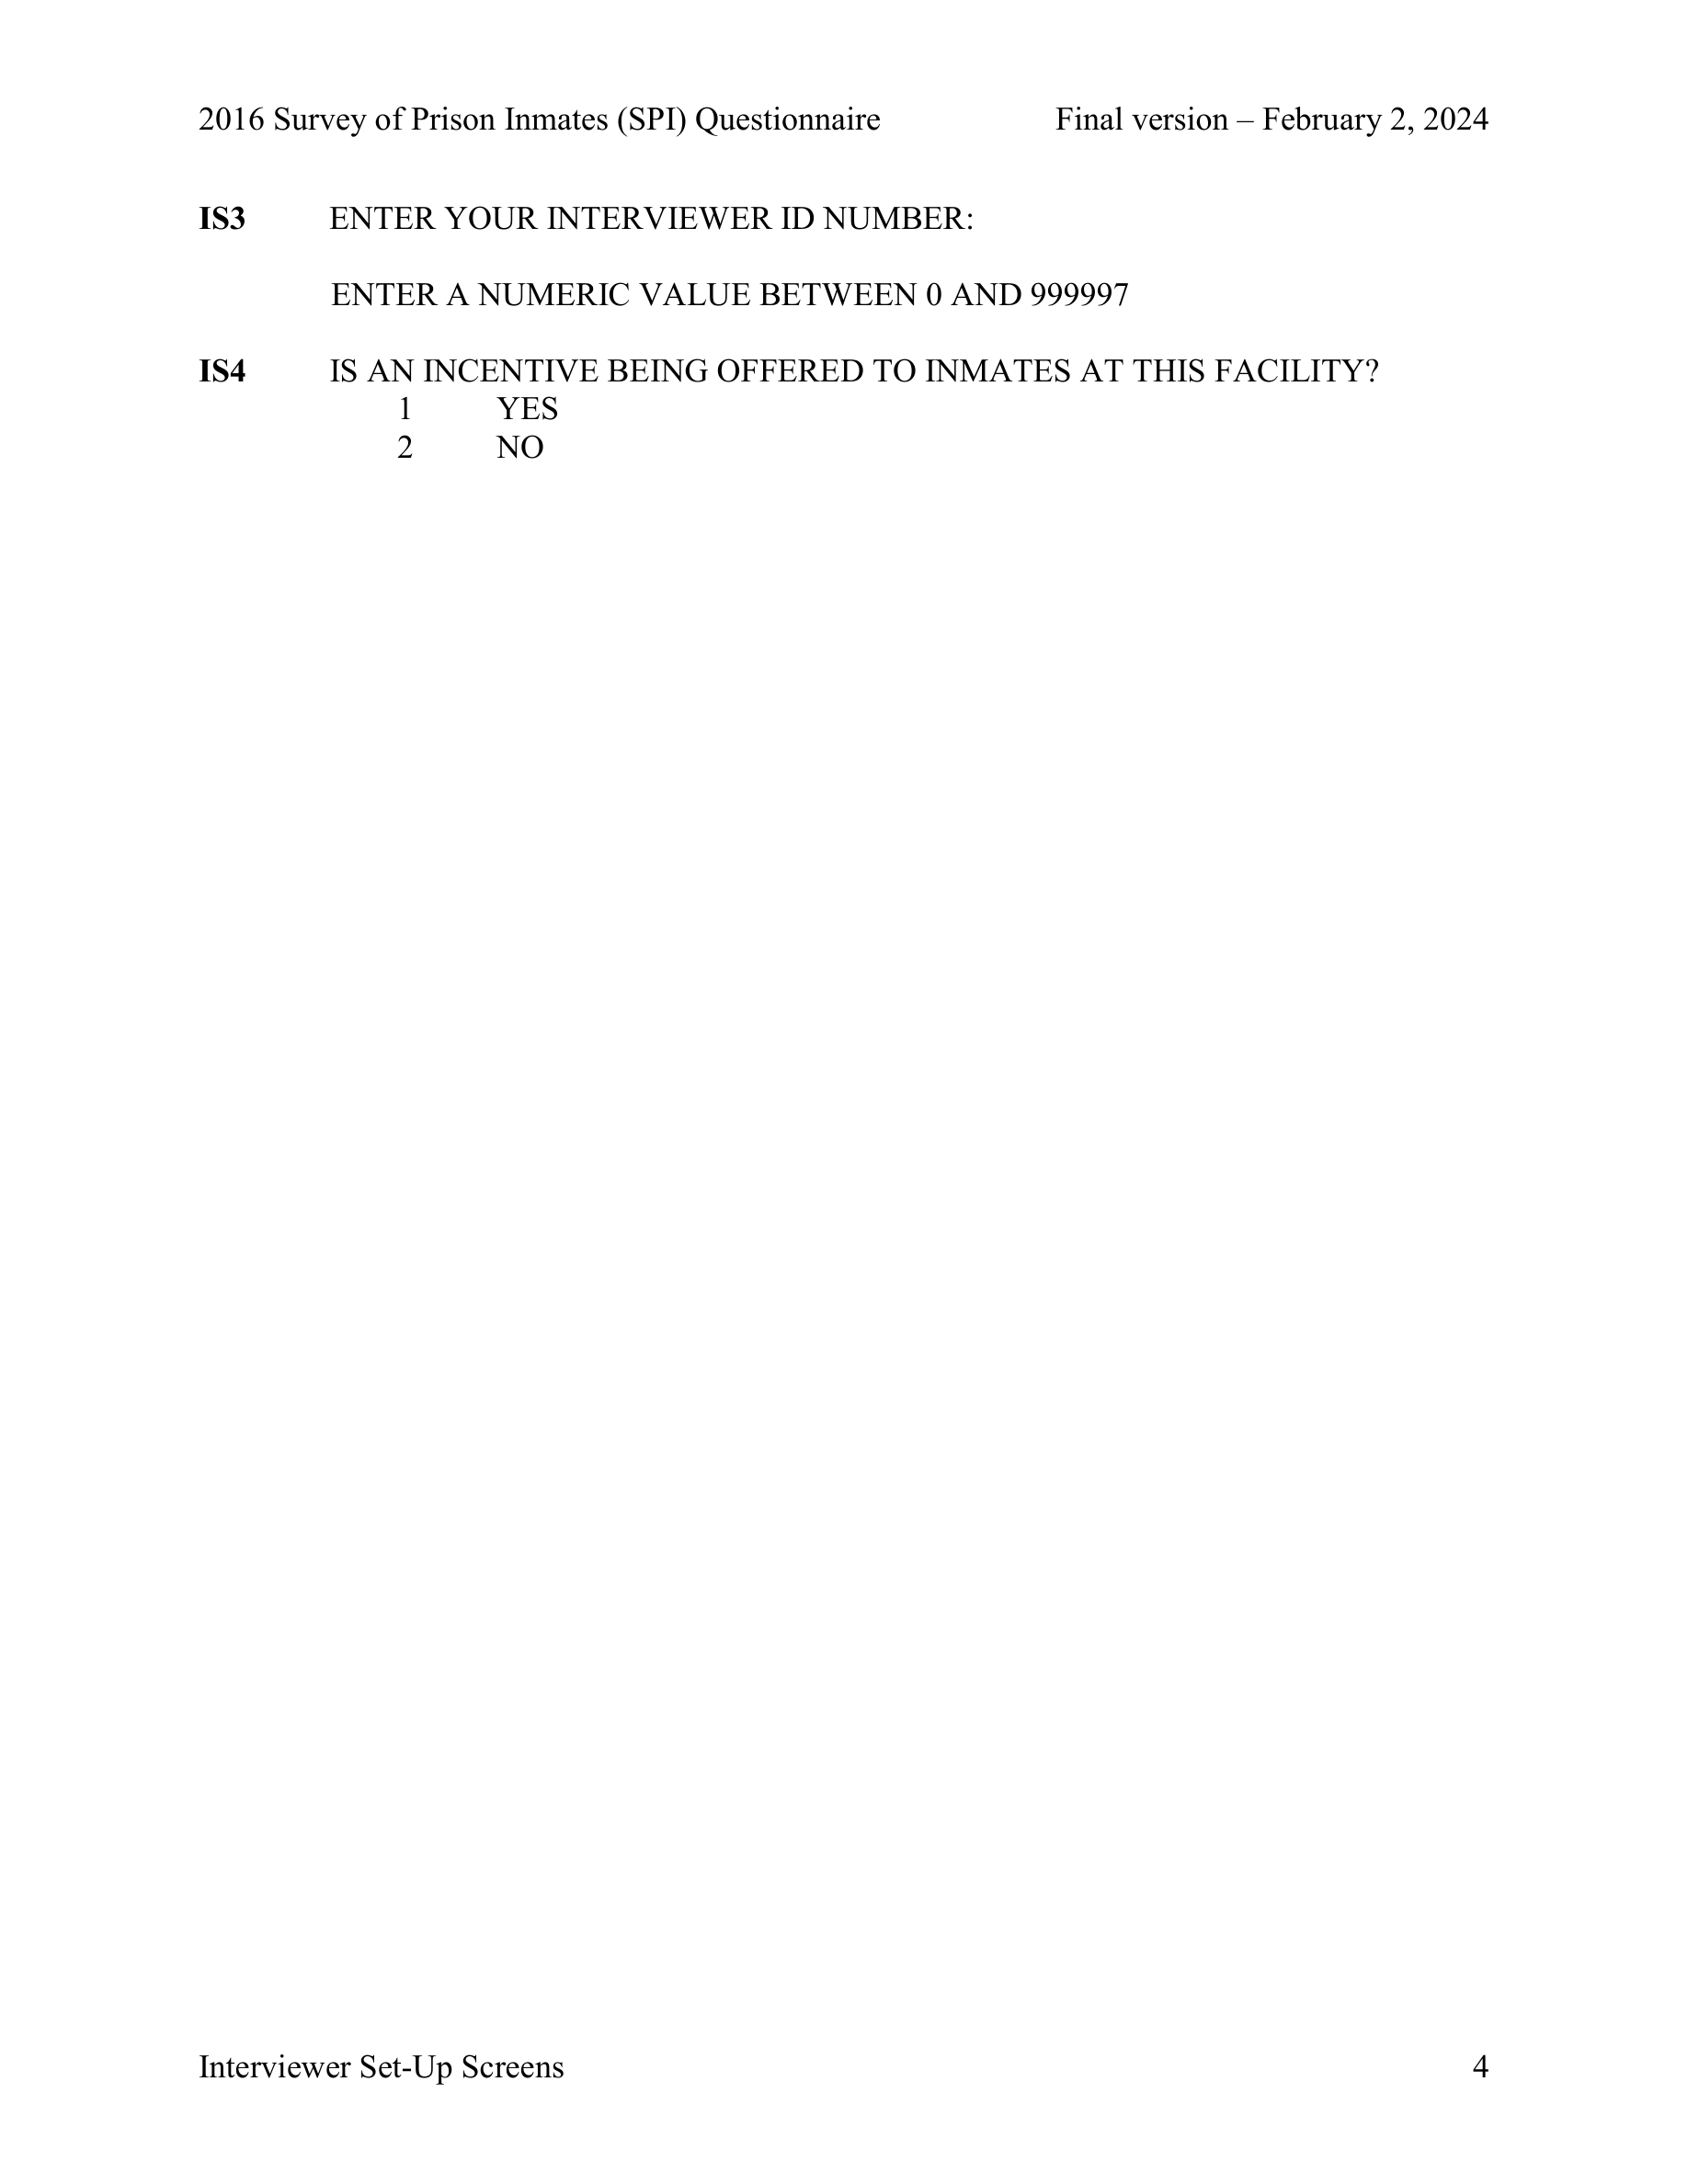 2016 Survey of Prison Inmates (SPI) Questionnaire Final version – February 2, 2024
IS3 ENTER YOUR INTERVIEWER ID NUMBER:
ENTER A NUMERIC VALUE BETWEEN 0 AND 999997
IS4 IS AN INCENTIVE BEING OFFERED TO INMATES AT THIS FACILITY?
1 YES
2 NO
Interviewer Set-Up Screens 4